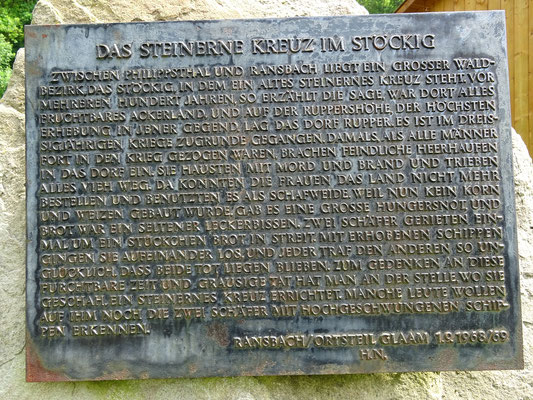 DAS STEINERNE KREUZ IM STÖCKIG
ZWISCHEN PHILIPPSTHAL UND RANSBACH LIEGT EIN GROSSER WALD-
BEZIRK, DAS STÖCKIG, IN DEM EIN ALTES STEINERNES KREUZ STEHT. VOR
MEHREREN HUNDERT JAHREN, SO ERZÄHLT DIE SAGE, WAR DORT ALLES
FRUCHTBARES ACKERLAND, UND AUF DER RUPPERSHÖHE, DER HÖCHSTEN
ERHEBUNG IN JENER GEGEND, LAG DAS DORF RUPPER. ES IST IM DREIS-
SIGJÄHRIGEN KRIEGE ZUGRUNDE GEGANGEN. DAMALS, ALS ALLE MÄNNER
FORT IN DEN KRIEG GEZOGEN WAREN, BRACHEN FEINDLICHE HEERHAUFEN
IN DAS DORF EIN. SIE HAUSTEN MIT MORD UND BRAND UND TRIEBEN
ALLES VIEH WEG. DA KONNTEN DIE FRAUEN DAS LAND NICHT MEHR
BESTELLEN UND BENUTZTEN ES ALS SCHAFWEIDE. WEIL NUN KEIN KORN
UND WEIZEN GEBAUT WURDE, GAB ES EINE GROSSE HUNGERSNOT, UND
BROT WAR EIN SELTENER LECKERBISSEN. ZWEI SCHÄFER GERIETEN EIN-
MAL UM EIN STÜCKCHEN BROT IN STREIT. MIT ERHOBENEN SCHIPPEN
GINGEN SIE AUFEINANDER LOS, UND JEDER TRAF DEN ANDEREN SO UN-
GLÜCKLICH, DASS BEIDE TOT LIEGEN BLIEBEN. ZUM GEDENKEN AN DIESE
FURCHTBARE ZEIT UND GRAUSIGE TAT, HAT MAN AN DER STELLE, WO SIE
GESCHAH, EIN STEINERNES KREUZ ERRICHTET. MANCHE LEUTE WOLLEN
AUF IHM NOCH DIE ZWEI SCHÄFER MIT HOCHGESCHWUNGENEN SCHIP-
PEN ERKENNEN.
RANSBACH/ORTSTEIL GLAAM 1.9.1968/69
H.N.